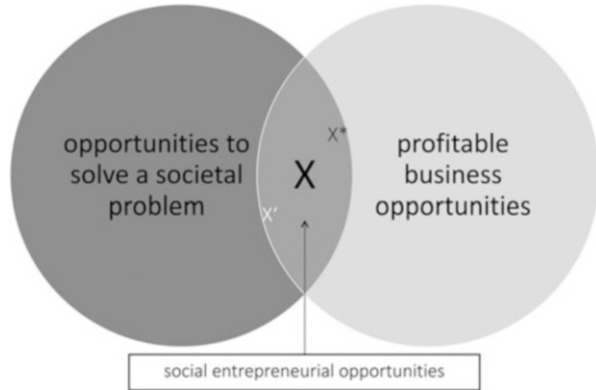 opportunities to
solve a societal
problem
X*
X
X'
profitable
business
opportunities
social entrepreneurial opportunities